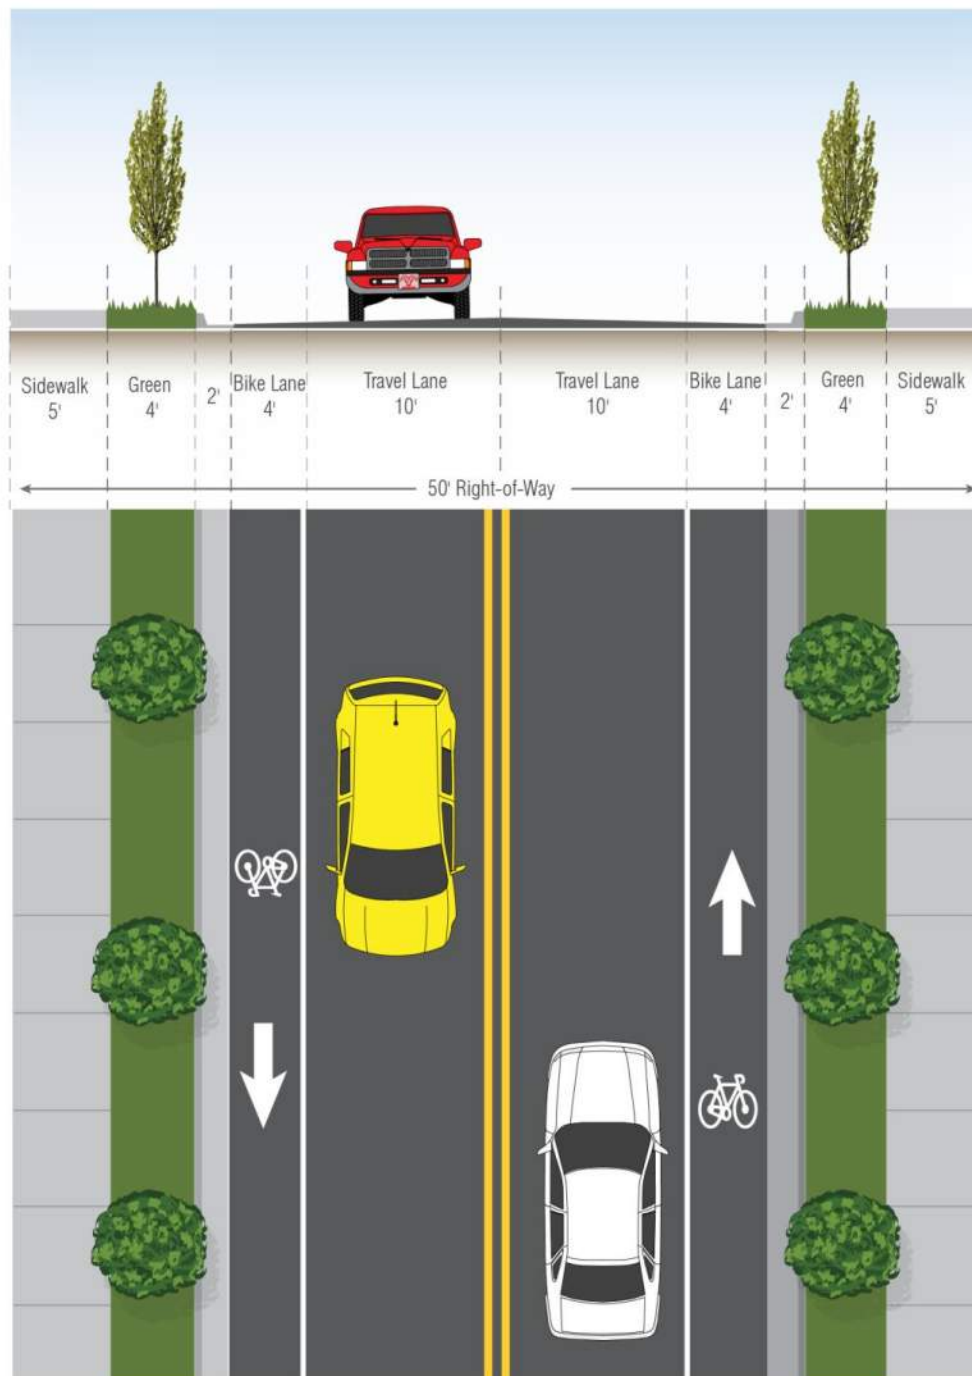 Sidewalk
5'
Green
4'
2'
Bike Lane
4'
Travel Lane
10'
Travel Lane
10'
Bike Lane
4'
2'
Green
4'
Sidewalk
5'
50' Right-of-Way